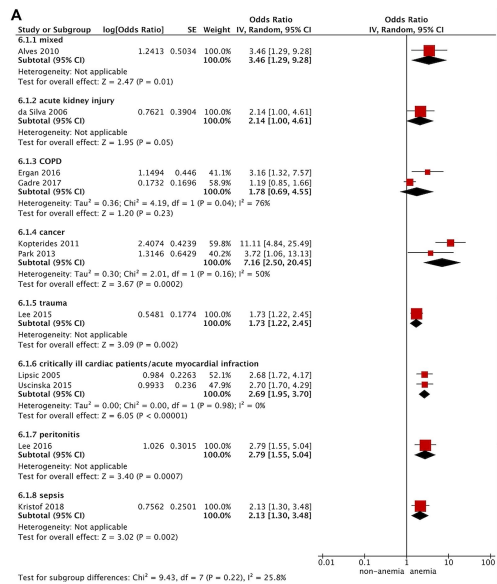 A
Odds Ratio Odds Ratio
Study or Subgroup log[Odds Ratio] SE Weight IV, Random, 95% CI IV, Random, 95% CI
6.1.1 mixed
Alves 2010 1.2413 0.5034 100.0% 3.46 [1.29, 9.28]
Subtotal (95% CI) 100.0% 3.46 [1.29, 9.28]
Heterogeneity: Not applicable
Test for overall effect: Z = 2.47 (P = 0.01)
6.1.2 acute kidney injury
da Silva 2006 0.7621 0.3904 100.0% 2.14 [1.00, 4.61]
Subtotal (95% CI) 100.0% 2.14 [1.00, 4.61]
Heterogeneity: Not applicable
Test for overall effect: Z = 1.95 (P = 0.05)
6.1.3 COPD
Ergan 2016 1.1494 0.446 41.1% 3.16 [1.32, 7.57]
Gadre 2017 0.1732 0.1696 58.9% 1.19 [0.85, 1.66]
Subtotal (95% CI) 100.0% 1.78 [0.69, 4.55]
Heterogeneity: Tau² = 0.36; Chi² = 4.19, df = 1 (P = 0.04); I² = 76%
Test for overall effect: Z = 1.20 (P = 0.23)
6.1.4 cancer
Kopterides 2011 2.4074 0.4239 59.8% 11.11 [4.84, 25.49]
Park 2013 1.3146 0.6429 40.2% 3.72 [1.06, 13.13]
Subtotal (95% CI) 100.0% 7.16 [2.50, 20.45]
Heterogeneity: Tau² = 0.30; Chi² = 2.01, df = 1 (P = 0.16); I² = 50%
Test for overall effect: Z = 3.67 (P = 0.0002)
6.1.5 trauma
Lee 2015 0.5481 0.1774 100.0% 1.73 [1.22, 2.45]
Subtotal (95% CI) 100.0% 1.73 [1.22, 2.45]
Heterogeneity: Not applicable
Test for overall effect: Z = 3.09 (P = 0.002)
6.1.6 critically ill cardiac patients/acute myocardial infraction
Lipsic 2005 0.984 0.2263 52.1% 2.68 [1.72, 4.17]
Uscinska 2015 0.9933 0.236 47.9% 2.70 [1.70, 4.29]
Subtotal (95% CI) 100.0% 2.69 [1.95, 3.70]
Heterogeneity: Tau² = 0.00; Chi² = 0.00, df = 1 (P = 0.98); I² = 0%
Test for overall effect: Z = 6.05 (P < 0.00001)
6.1.7 peritonitis
Lee 2016 1.026 0.3015 100.0% 2.79 [1.55, 5.04]
Subtotal (95% CI) 100.0% 2.79 [1.55, 5.04]
Heterogeneity: Not applicable
Test for overall effect: Z = 3.40 (P = 0.0007)
6.1.8 sepsis
Kristof 2018 0.7562 0.2501 100.0% 2.13 [1.30, 3.48]
Subtotal (95% CI) 100.0% 2.13 [1.30, 3.48]
Heterogeneity: Not applicable
Test for overall effect: Z = 3.02 (P = 0.002)
0.01 0.1 1 10 100
non-anemia anemia
Test for subgroup differences: Chi² = 9.43, df = 7 (P = 0.22), I² = 25.8%